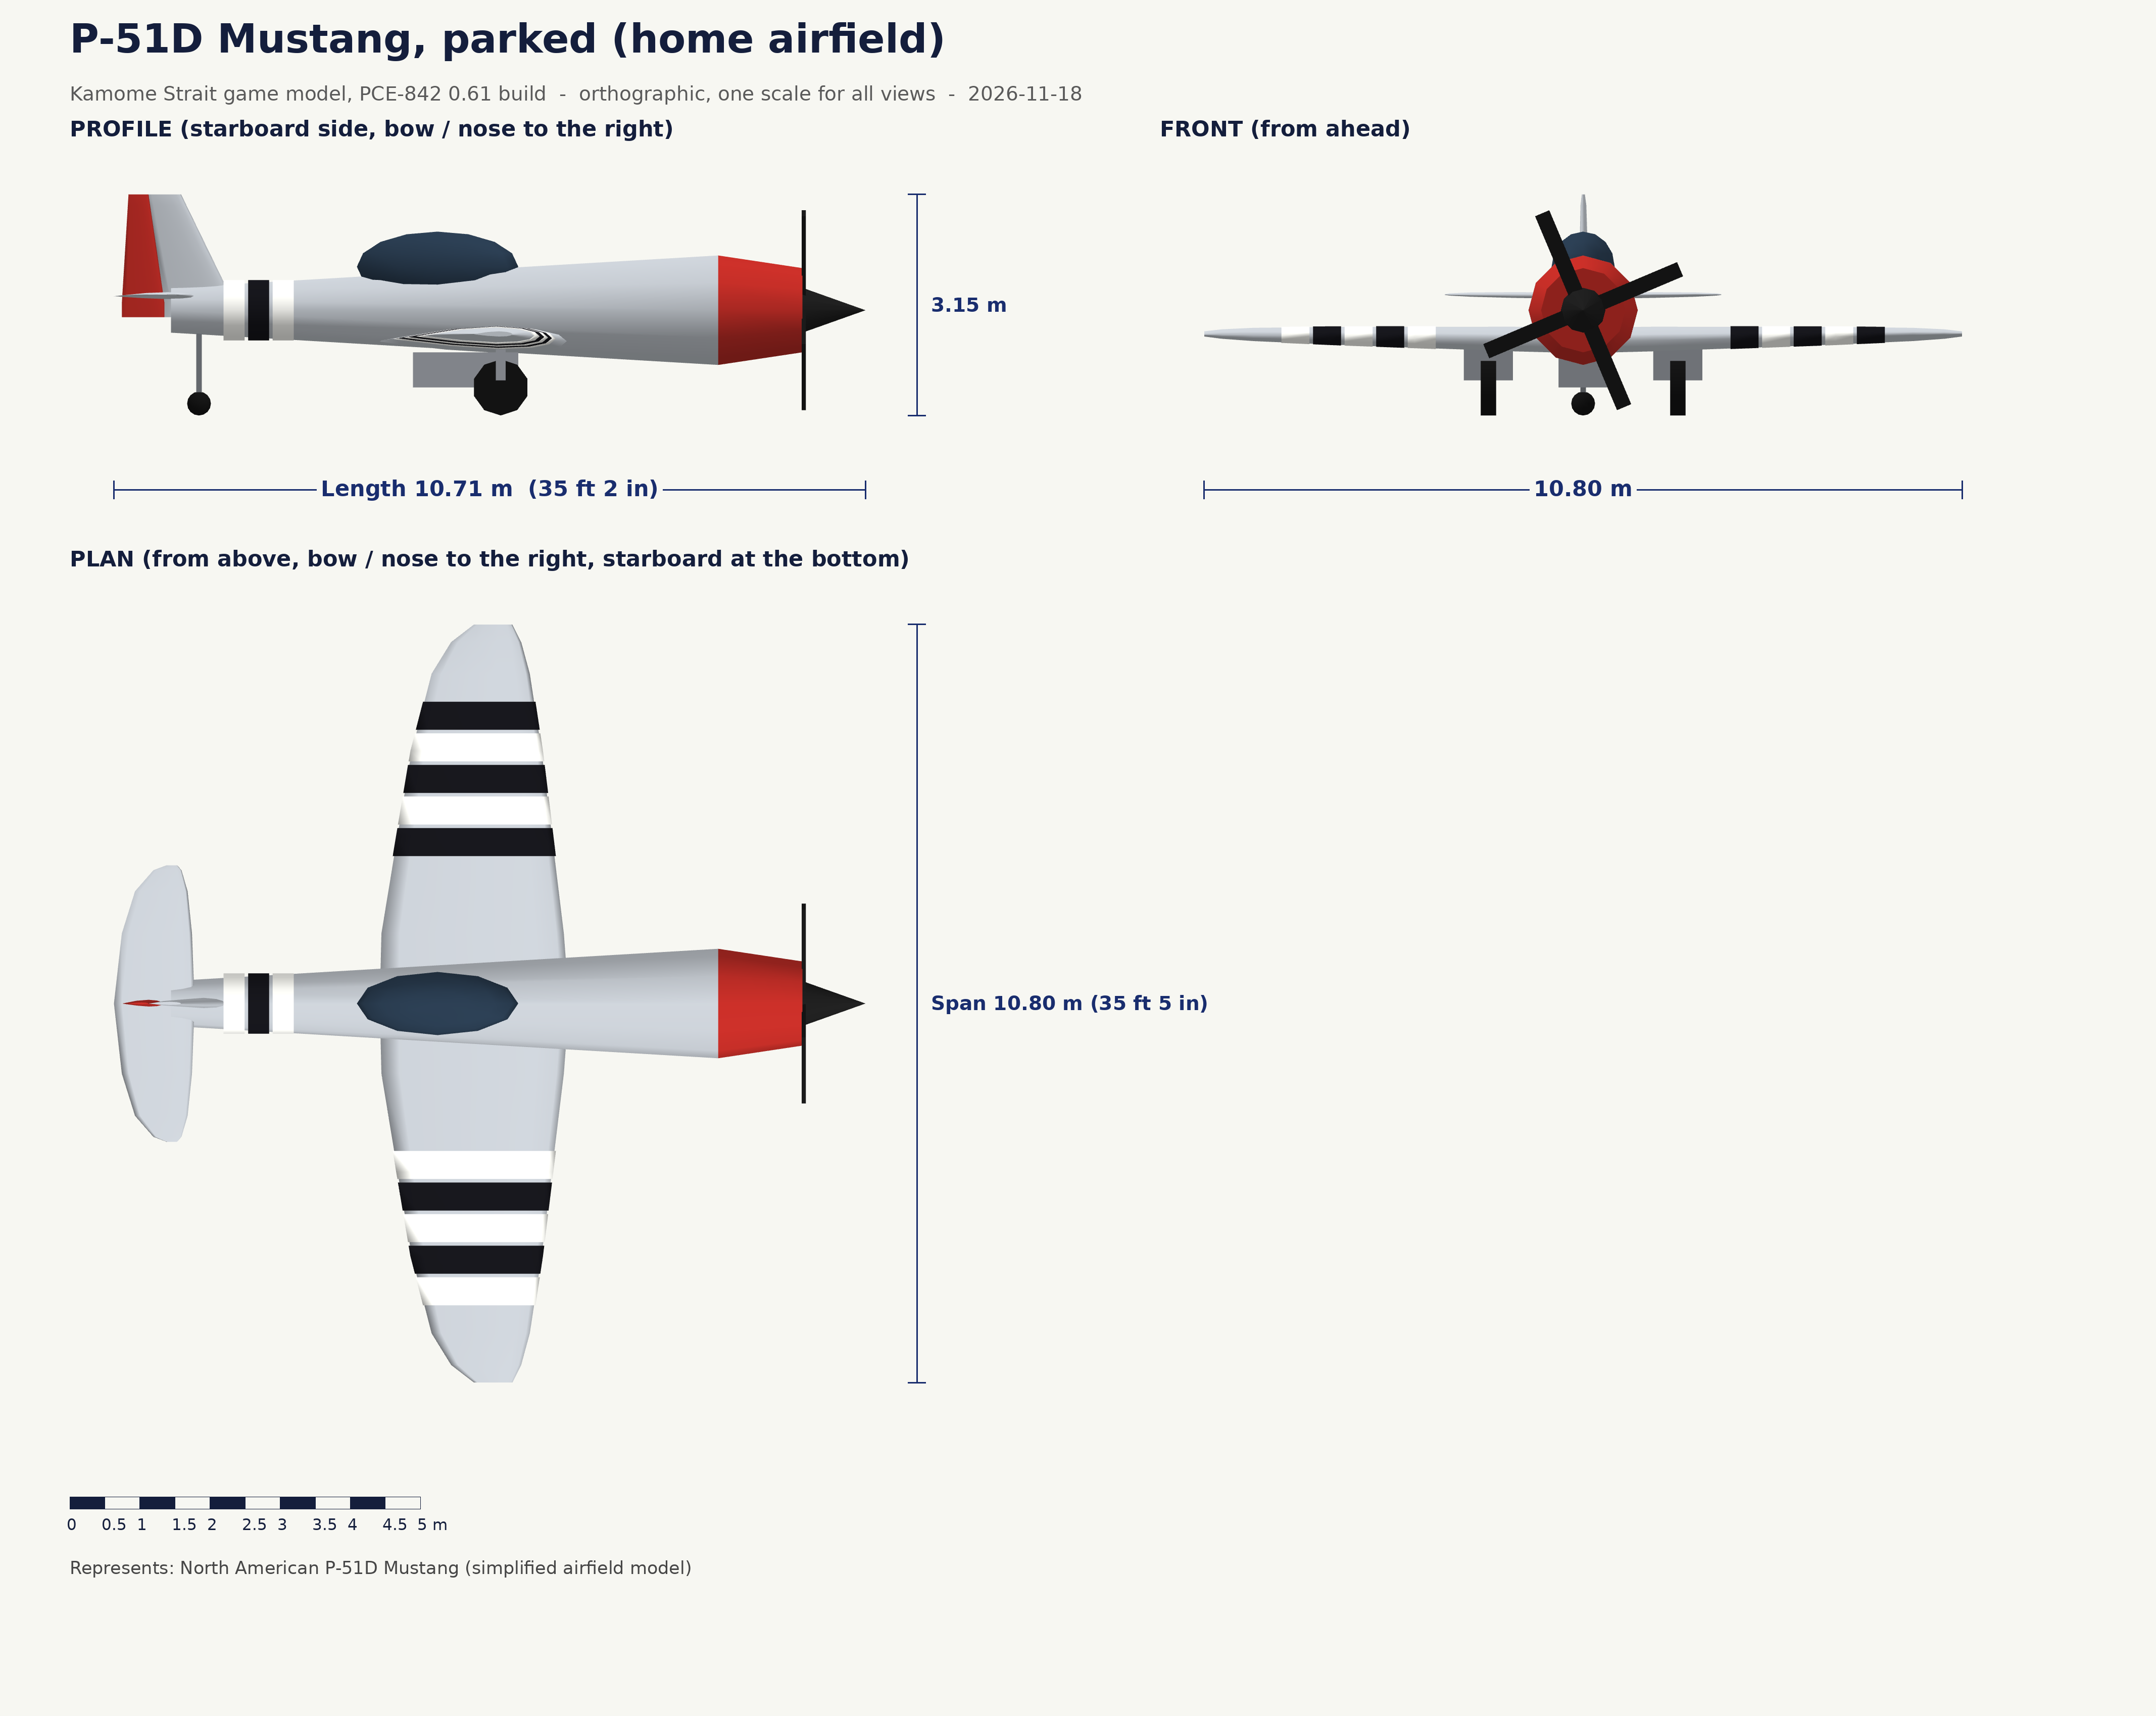 P-51D Mustang, parked (home airfield)
Kamome Strait game model, PCE-842 0.61 build - orthographic, one scale for all views - 2026-11-18
PROFILE (starboard side, bow / nose to the right)
FRONT (from ahead)
3.15 m
Length 10.71 m (35 ft 2 in)
10.80 m
PLAN (from above, bow / nose to the right, starboard at the bottom)
Span 10.80 m (35 ft 5 in)
0 0.5 1 1.5 2 2.5 3 3.5 4 4.5 5 m
Represents: North American P-51D Mustang (simplified airfield model)